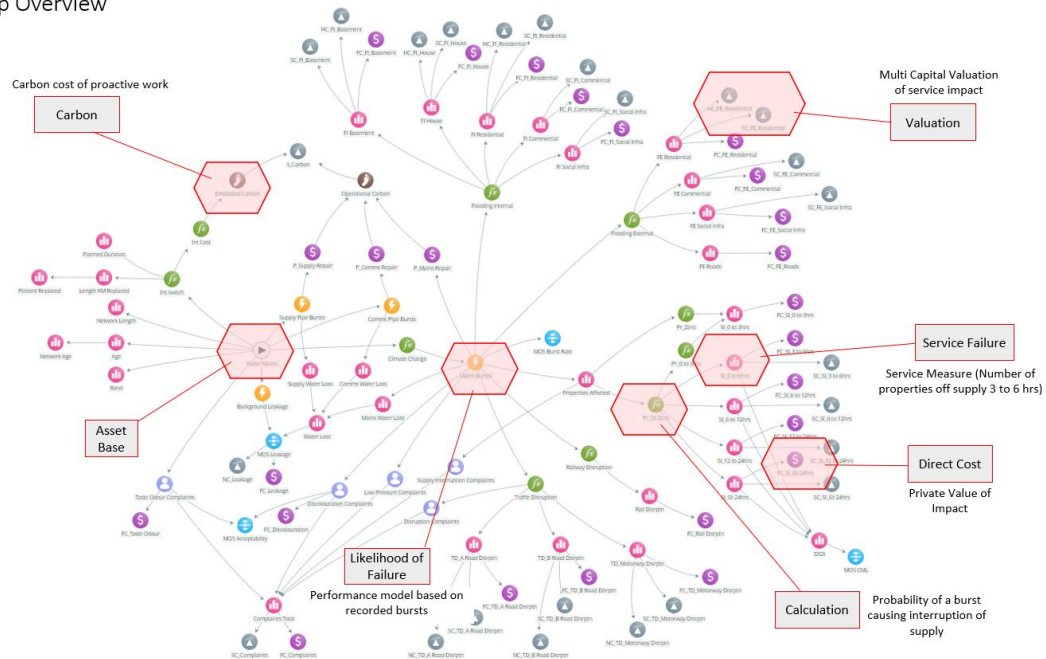 p Overview
Carbon cost of proactive work
Carbon
Multi Capital Valuation
of service impact
Valuation
HC_FI_Basement
SC_FI_Basement
FC_FI_Basement
FI Basement
HC_FI_House
SC_FI_House
FC_FI_House
FI House
HC_FI_Residential
SC_FI_Residential
FC_FI_Residential
FI Residential
SC_FI_Commercial
FC_FI_Commercial
FI Commercial
SC_FI_Social Infra
FC_FI_Social Infra
FI Social Infra
HC_FE_Residential
SC_FE_Residential
FC_FE_Residential
FE Residential
SC_FE_Commercial
FC_FE_Commercial
FE Commercial
SC_FE_Social Infra
FC_FE_Social Infra
FE Social Infra
FE Roads
FC_FE_Roads
S_Carbon
Embodied Carbon
Operational Carbon
Flooding Internal
Flooding External
Int Cost
Planned Duration
Percent Replaced
Length KM Replaced
Int Switch
P_Supply Repair
P_Comms Repair
P_Mains Repair
Network Length
Supply Pipe Bursts
Comms Pipe Bursts
Network Age
Age
Rand
Water Mains
Climate Change
Mains Bursts
MDS Burst Rate
Properties Affected
Pr_Zero
SI_0 to 3hrs
FC_SI_0 to 3hrs
SC_SI_3 to 6hrs
SI_6 to 12hrs
FC_SI_6 to 12hrs
SC_SI_6 to 12hrs
SI_12 to 24hrs
SI_Gt 24hrs
FC_SI_Gt 24hrs
SC_SI_Gt 24hrs
Service Failure
Service Measure (Number of
properties off supply 3 to 6 hrs)
Supply Water Loss
Comms Water Loss
Mains Water Loss
Background Leakage
Water Loss
Asset
Base
MDS Leakage
NC_Leakage
PC_Leakage
Direct Cost
Private Value of
Impact
Taste Odour Complaints
Discolouration Complaints
Low Pressure Complaints
Supply Interruption Complaints
Disruption Complaints
Traffic Disruption
Railway Disruption
FC_Taste Odour
MDS Acceptability
FC_Discolouration
Rail Disrptn
FC_Rail Disrptn
Likelihood of
Failure
Performance model based on
recorded bursts
TD_A Road Disrptn
TD_B Road Disrptn
TD_Motorway Disrptn
FC_TD_A Road Disrptn
FC_TD_B Road Disrptn
FC_TD_Motorway Disrptn
SC_TD_A Road Disrptn
SC_TD_B Road Disrptn
SC_TD_Motorway Disrptn
NC_TD_A Road Disrptn
NC_TD_B Road Disrptn
NC_TD_Motorway Disrptn
MDS CML
Calculation
Probability of a burst
causing interruption of
supply
Complaints Total
SC_Complaints
FC_Complaints